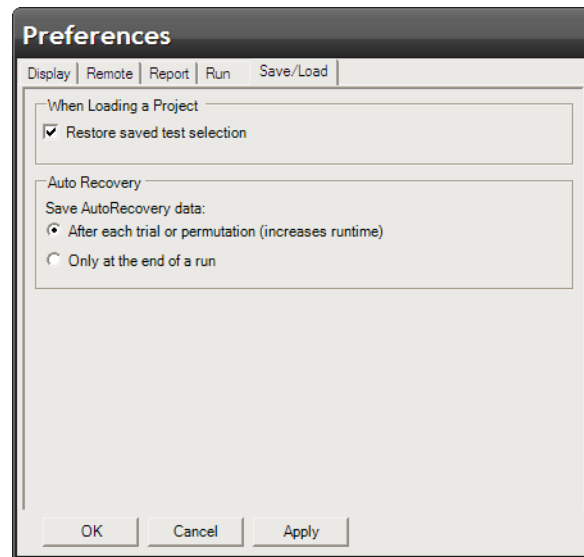 Preferences
Display Remote Report Run Save/Load
When Loading a Project
Restore saved test selection
Auto Recovery
Save AutoRecovery data:
After each trial or permutation (increases runtime)
Only at the end of a run
OK Cancel Apply